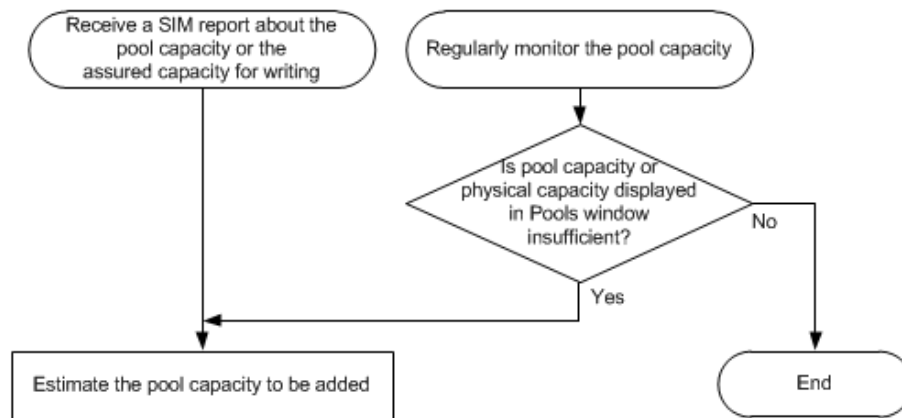 Receive a SIM report about the
pool capacity or the
assured capacity for writing
Regularly monitor the pool capacity
Is pool capacity or
physical capacity displayed
in Pools window
insufficient?
No
Yes
Estimate the pool capacity to be added
End